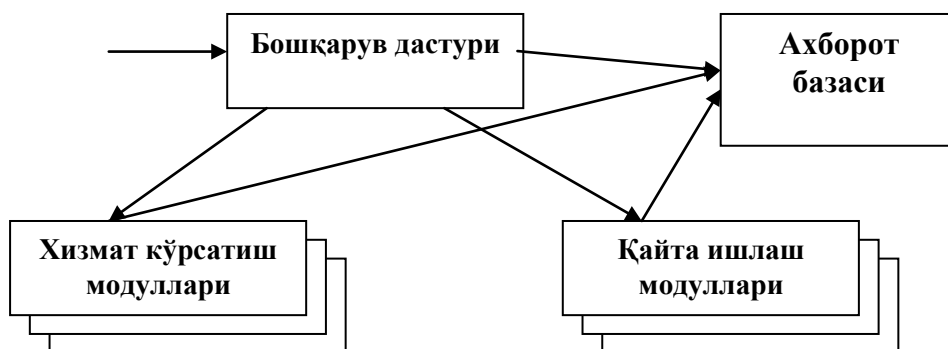 Бошқарув дастури
Ахборот
базаси
Хизмат кўрсатиш
модуллари
Қайта ишлаш
модуллари